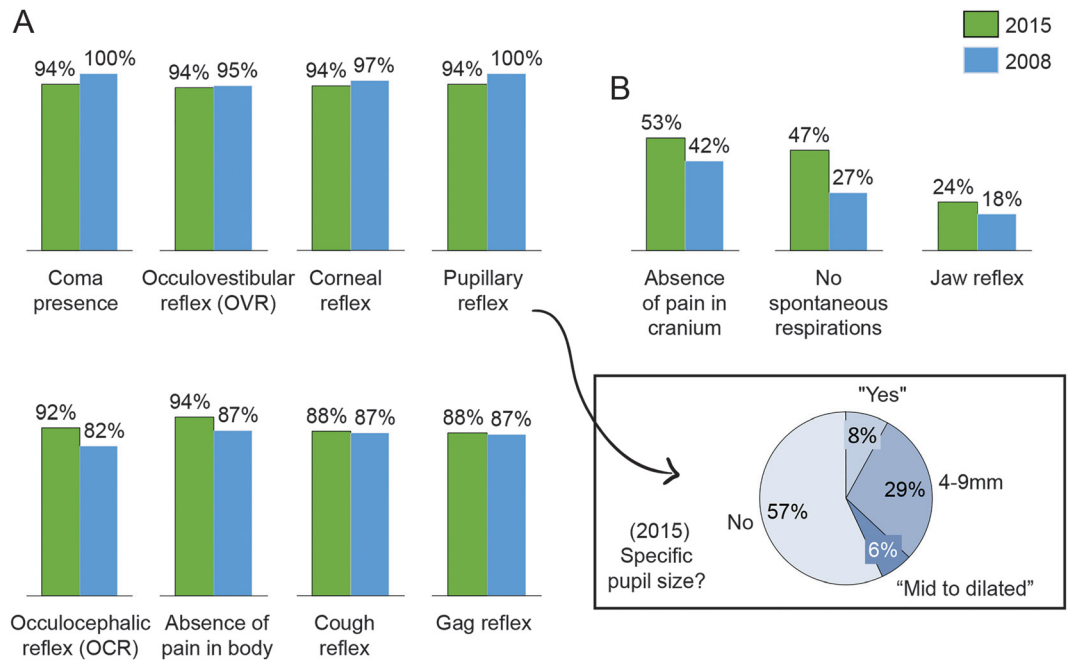 A
2015
2008
94% 100%
94% 95%
94% 97%
94% 100%
Coma
presence
Occulovestibular
reflex (OVR)
Corneal
reflex
Pupillary
reflex
B
53% 42%
47% 27%
24% 18%
Absence
of pain in
cranium
No
spontaneous
respirations
Jaw reflex
92% 82%
94% 87%
88% 87%
88% 87%
Occulocephalic
reflex (OCR)
Absence of
pain in body
Cough
reflex
Gag reflex
"Yes"
8%
29%
4-9mm
57%
No
6%
“Mid to dilated”
(2015)
Specific
pupil size?